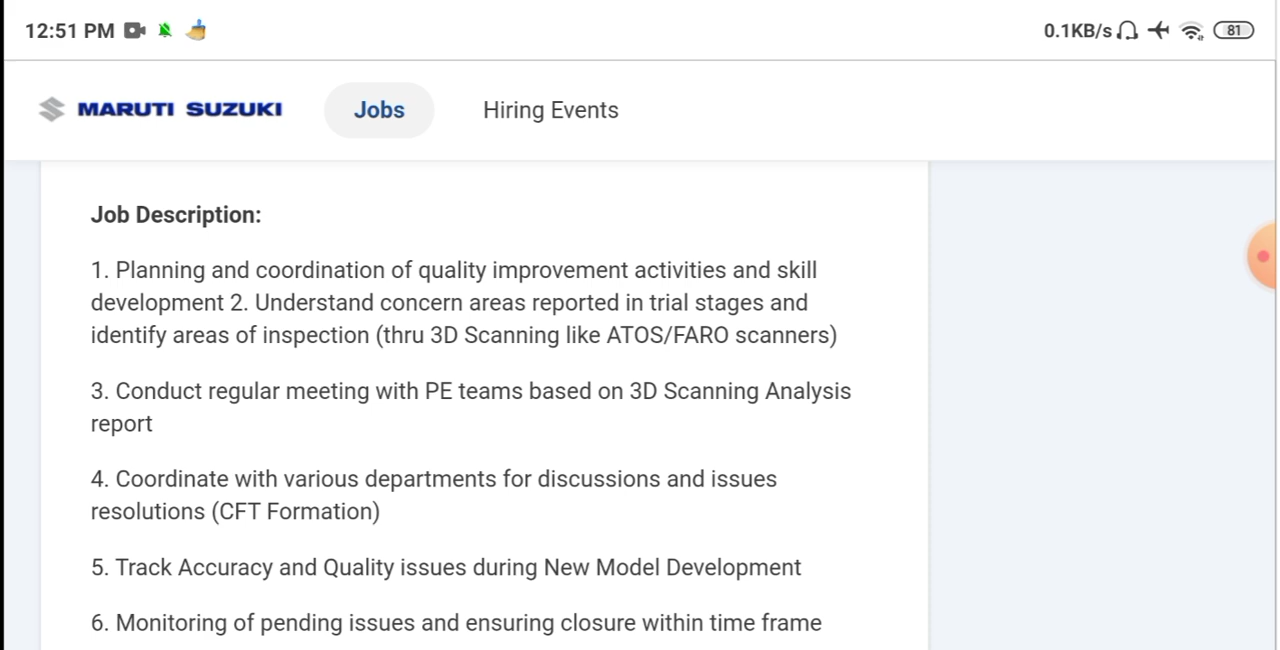 12:51 PM
0.1KB/s
81
MARUTI SUZUKI
Jobs
Hiring Events
Job Description:
1. Planning and coordination of quality improvement activities and skill
development 2. Understand concern areas reported in trial stages and
identify areas of inspection (thru 3D Scanning like ATOS/FARO scanners)
3. Conduct regular meeting with PE teams based on 3D Scanning Analysis
report
4. Coordinate with various departments for discussions and issues
resolutions (CFT Formation)
5. Track Accuracy and Quality issues during New Model Development
6. Monitoring of pending issues and ensuring closure within time frame